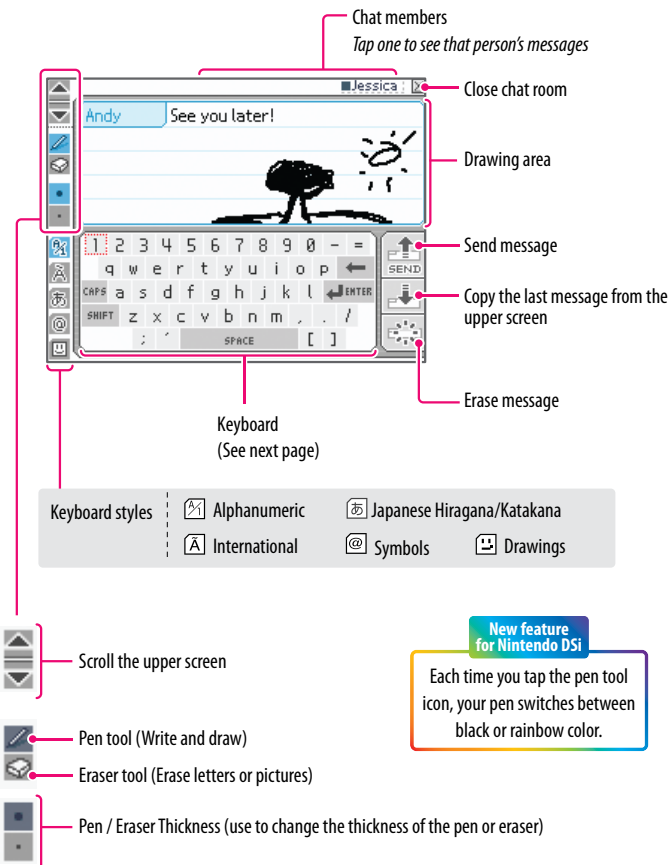 Chat members
Tap one to see that person's messages
Jessica
Close chat room
Andy
See you later!
Drawing area
A/1
1 2 3 4 5 6 7 8 9 0 - =
Send message
Ã
q w e r t y u i o p
SEND
あ
CAPS a s d f g h j k l ENTER
Copy the last message from the
upper screen
@
SHIFT z x c v b n m , . /
; ´ SPACE [ ]
Erase message
Keyboard
(See next page)
Keyboard styles
A/1 Alphanumeric
あ Japanese Hiragana/Katakana
Ā International
@ Symbols
Drawings
New feature
for Nintendo DSi
Each time you tap the pen tool
icon, your pen switches between
black or rainbow color.
Scroll the upper screen
Pen tool (Write and draw)
Eraser tool (Erase letters or pictures)
Pen / Eraser Thickness (use to change the thickness of the pen or eraser)